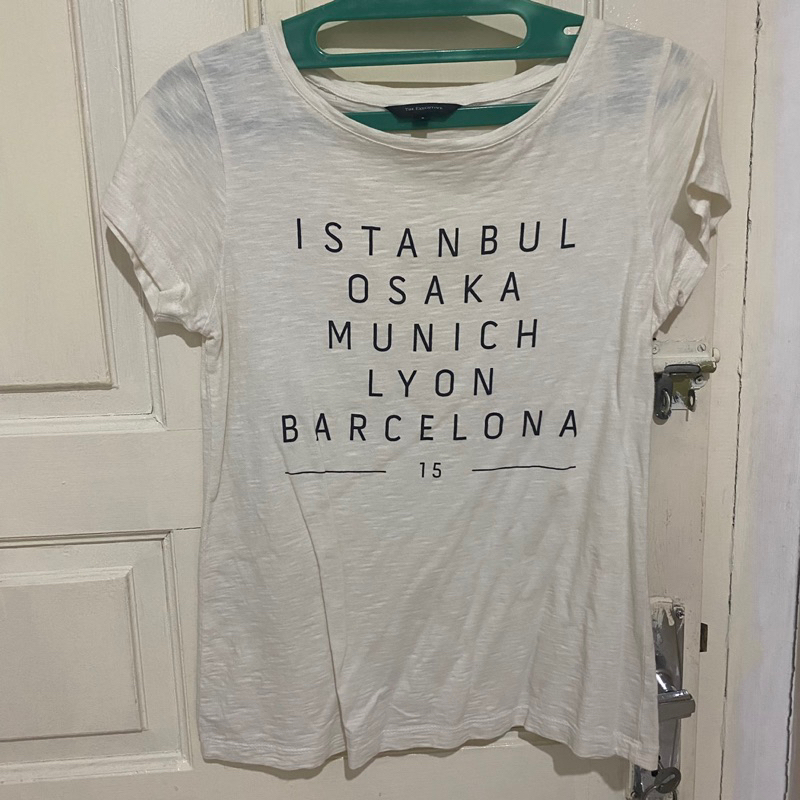 ISTANBUL
OSAKA
MUNICH
LYON
BARCELONA
15